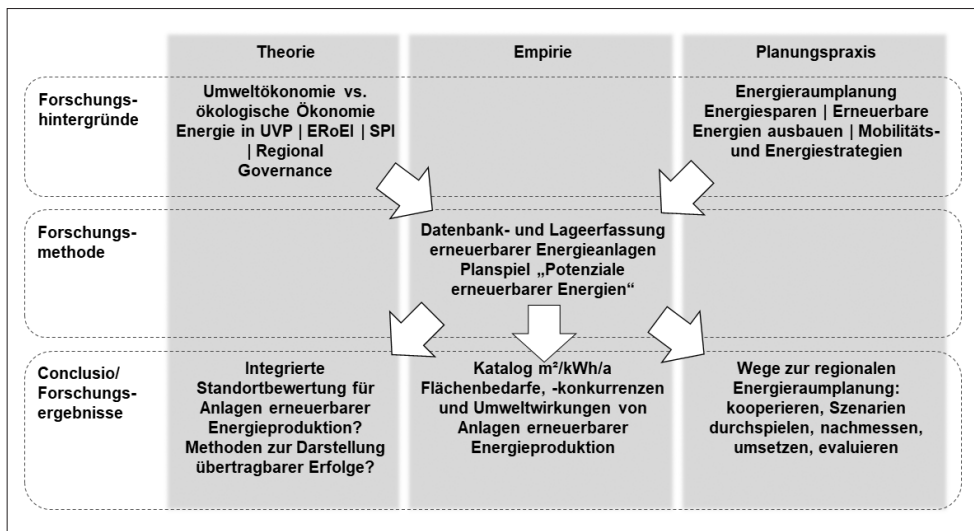 Theorie
Empirie
Planungspraxis
Forschungs-
hintergründe
Umweltökonomie vs.
ökologische Ökonomie
Energie in UVP | ERoEI | SPI
| Regional
Governance
Energieraumplanung
Energiesparen | Erneuerbare
Energien ausbauen | Mobilitäts-
und Energiestrategien
Forschungs-
methode
Datenbank- und Lageerfassung
erneuerbarer Energieanlagen
Planspiel „Potenziale
erneuerbarer Energien“
Conclusio/
Forschungs-
ergebnisse
Integrierte
Standortbewertung für
Anlagen erneuerbarer
Energieproduktion?
Methoden zur Darstellung
übertragbarer Erfolge?
Katalog m²/kWh/a
Flächenbedarfe, -konkurrenzen
und Umweltwirkungen von
Anlagen erneuerbarer
Energieproduktion
Wege zur regionalen
Energieraumplanung:
kooperieren, Szenarien
durchspielen, nachmessen,
umsetzen, evaluieren